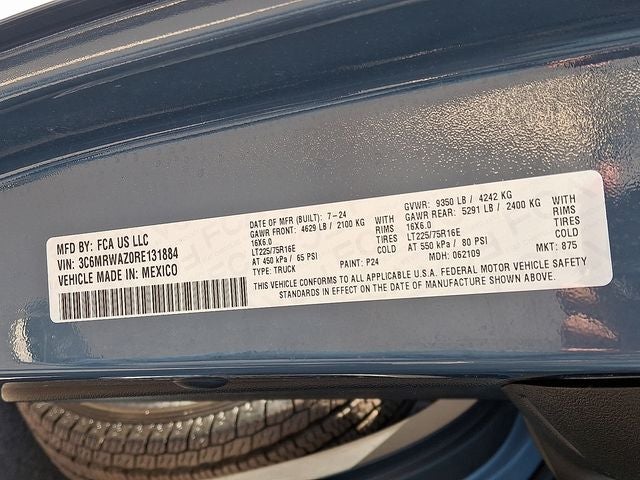 MFD BY: FCA US LLC
VIN: 3C6MRWAZ0RE131884
VEHICLE MADE IN: MEXICO
DATE OF MFR (BUILT): 7-24
GAWR FRONT: 4629 LB / 2100 KG WITH
16X6.0 RIMS
LT225/75R16E TIRES
AT 450 kPa / 65 PSI COLD
TYPE: TRUCK PAINT: P24
GVWR: 9350 LB / 4242 KG
GAWR REAR: 5291 LB / 2400 KG WITH
16X6.0 RIMS
LT225/75R16E TIRES
AT 550 kPa / 80 PSI COLD
MDH: 062109 MKT: 875
THIS VEHICLE CONFORMS TO ALL APPLICABLE U.S.A. FEDERAL MOTOR VEHICLE SAFETY
STANDARDS IN EFFECT ON THE DATE OF MANUFACTURE SHOWN ABOVE.